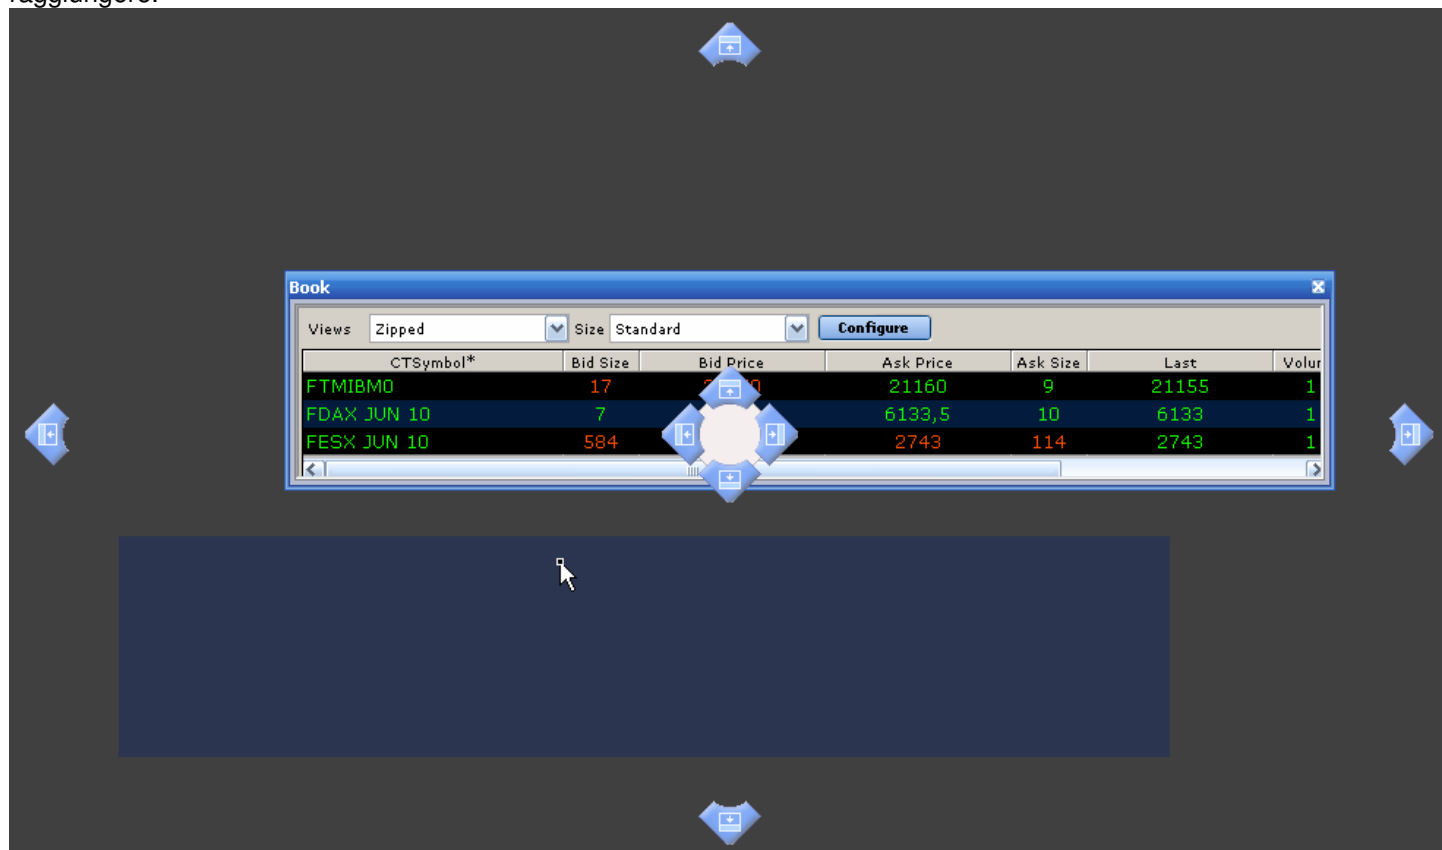 Book
Views Zipped Size Standard Configure
CTSymbol* Bid Size Bid Price Ask Price Ask Size Last
FTMIBM0 17 21160 9 21155 1
FDAX JUN 10 7 6133,5 10 6133 1
FESX JUN 10 584 2743 114 2743 1